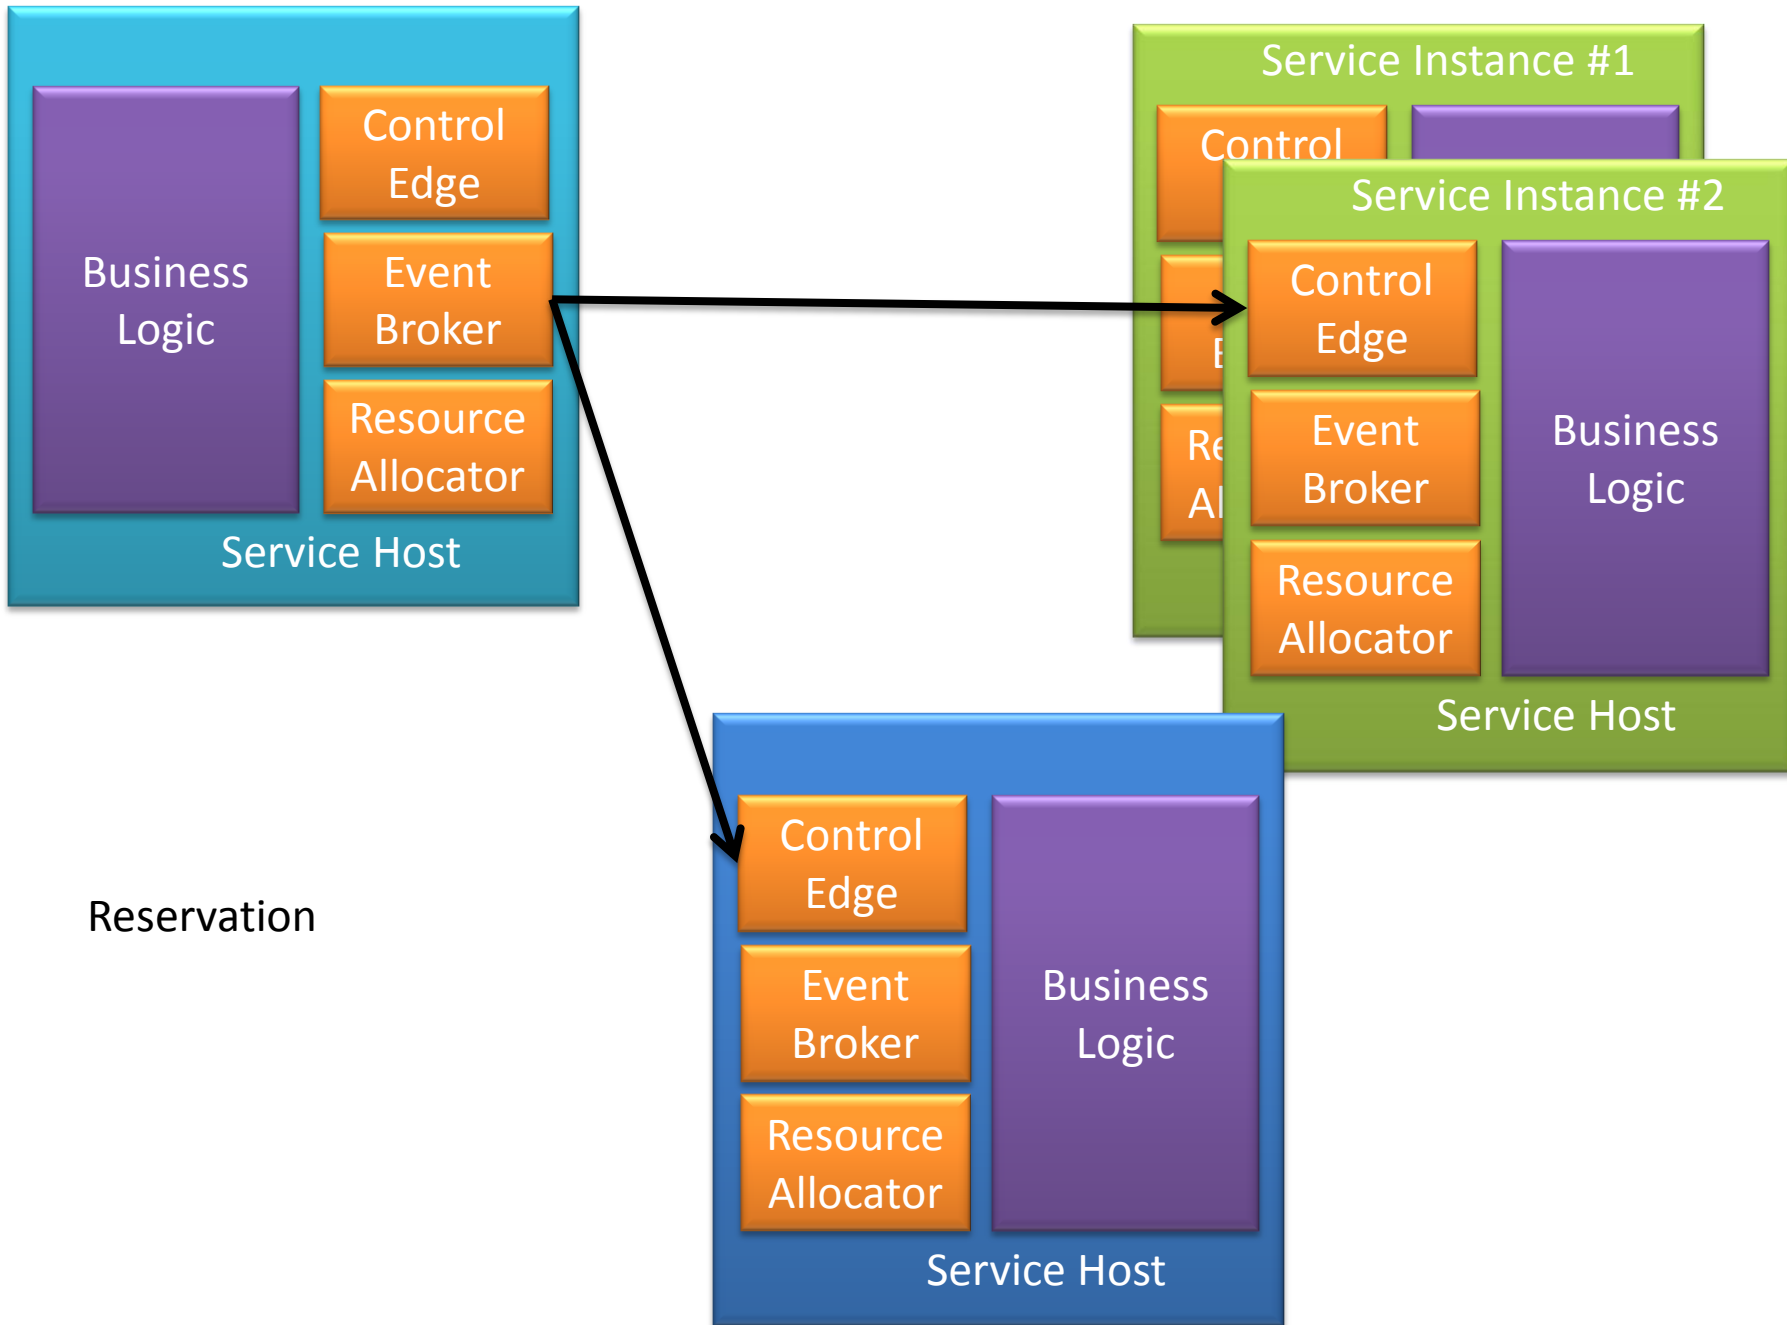 Control
Edge
Business
Logic
Event
Broker
Resource
Allocator
Service Host
Service Instance #1
Control
Service Instance #2
Control
Edge
Event
Broker
Resource
Allocator
Business
Logic
Service Host
Control
Edge
Event
Broker
Resource
Allocator
Business
Logic
Service Host
Reservation